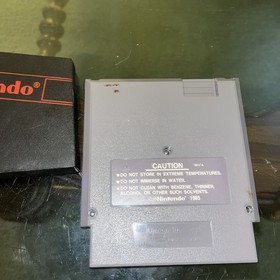 ndo®
CAUTION
●DO NOT STORE IN EXTREME TEMPERATURES.
●DO NOT IMMERSE IN WATER.
●DO NOT CLEAN WITH BENZENE, THINNER,
ALCOHOL OR OTHER SUCH SOLVENTS.
©Nintendo 1985